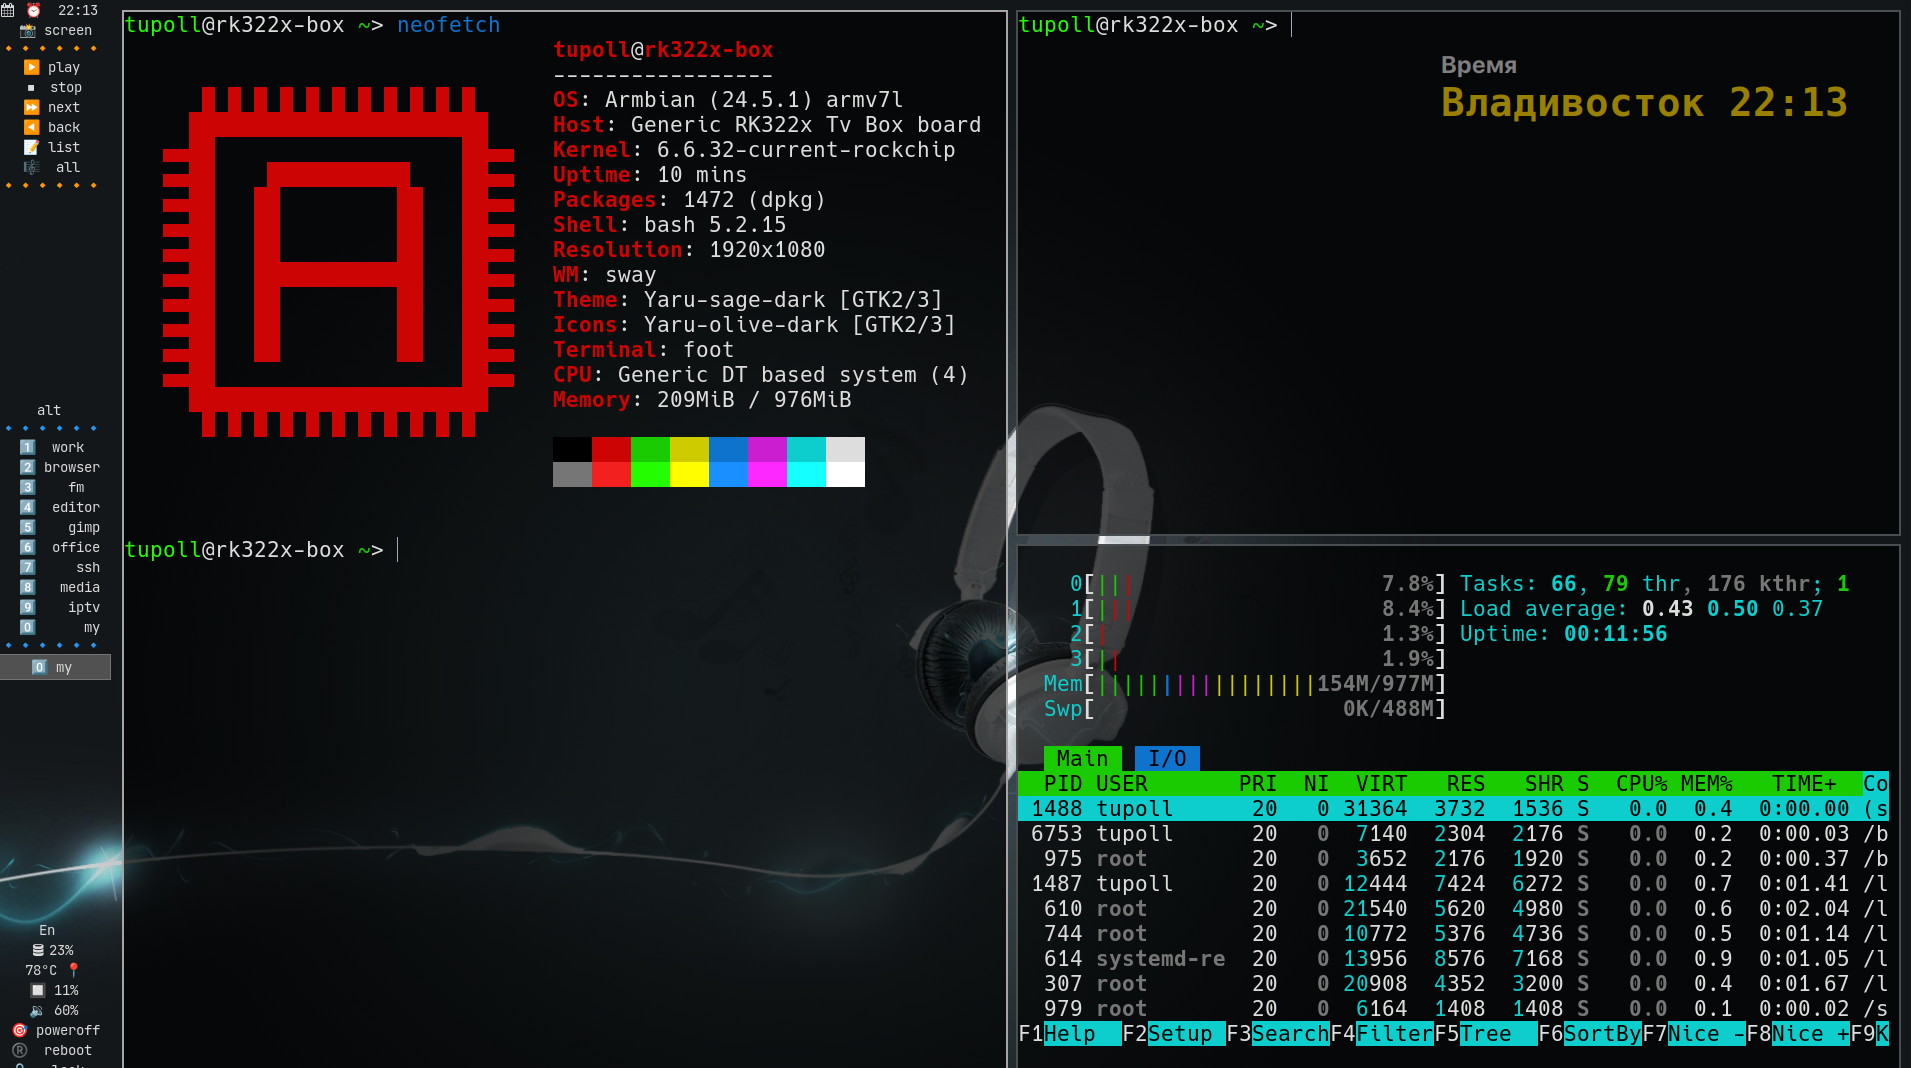 22:13
screen
play
stop
next
back
list
all
alt
1 work
2 browser
3 fm
4 editor
5 gimp
6 office
7 ssh
8 media
9 iptv
0 my
0 my
En
23%
78°C
11%
60%
poweroff
® reboot
tupoll@rk322x-box ~> neofetch
tupoll@rk322x-box
-----------------
OS: Armbian (24.5.1) armv7l
Host: Generic RK322x Tv Box board
Kernel: 6.6.32-current-rockchip
Uptime: 10 mins
Packages: 1472 (dpkg)
Shell: bash 5.2.15
Resolution: 1920x1080
WM: sway
Theme: Yaru-sage-dark [GTK2/3]
Icons: Yaru-olive-dark [GTK2/3]
Terminal: foot
CPU: Generic DT based system (4)
Memory: 209MiB / 976MiB
tupoll@rk322x-box ~>
tupoll@rk322x-box ~>
Время
Владивосток 22:13
0[||| 7.8%] Tasks: 66, 79 thr, 176 kthr; 1
1[||| 8.4%] Load average: 0.43 0.50 0.37
2[| 1.3%] Uptime: 00:11:56
3[|| 1.9%]
Mem[|||||||||||||||||154M/977M]
Swp[ 0K/488M]
Main I/O
PID USER PRI NI VIRT RES SHR S CPU% MEM% TIME+ Co
1488 tupoll 20 0 31364 3732 1536 S 0.0 0.4 0:00.00 (s
6753 tupoll 20 0 7140 2304 2176 S 0.0 0.2 0:00.03 /b
975 root 20 0 3652 2176 1920 S 0.0 0.2 0:00.37 /b
1487 tupoll 20 0 12444 7424 6272 S 0.0 0.7 0:01.41 /l
610 root 20 0 21540 5620 4980 S 0.0 0.6 0:02.04 /l
744 root 20 0 10772 5376 4736 S 0.0 0.5 0:01.14 /l
614 systemd-re 20 0 13956 8576 7168 S 0.0 0.9 0:01.05 /l
307 root 20 0 20908 4352 3200 S 0.0 0.4 0:01.67 /l
979 root 20 0 6164 1408 1408 S 0.0 0.1 0:00.02 /s
F1Help F2Setup F3SearchF4FilterF5Tree F6SortByF7Nice -F8Nice +F9K